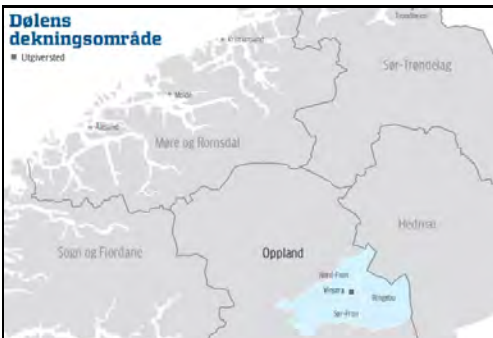 Dølens
dekningsområde
Utgiversted
Trondheim
Kristiansund
Sør-Trøndelag
Molde
Ålesund
Møre og Romsdal
Hedmark
Sogn og Fjordane
Oppland
Nord-Fron
Vinstra
Ringebu
Sør-Fron